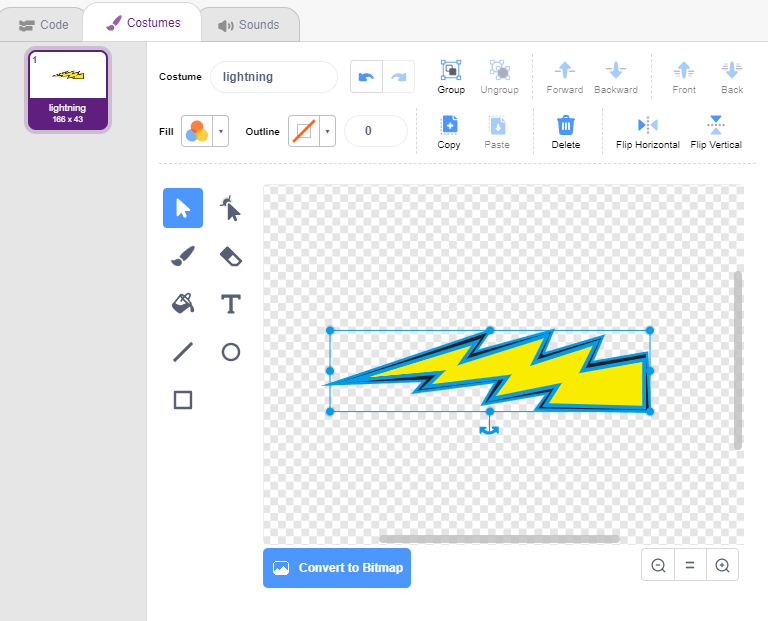 Code
Costumes
Sounds
1
lightning
166 x 43
Costume
lightning
Group
Ungroup
Forward
Backward
Front
Back
Fill
Outline
0
Copy
Paste
Delete
Flip Horizontal
Flip Vertical
T
Convert to Bitmap